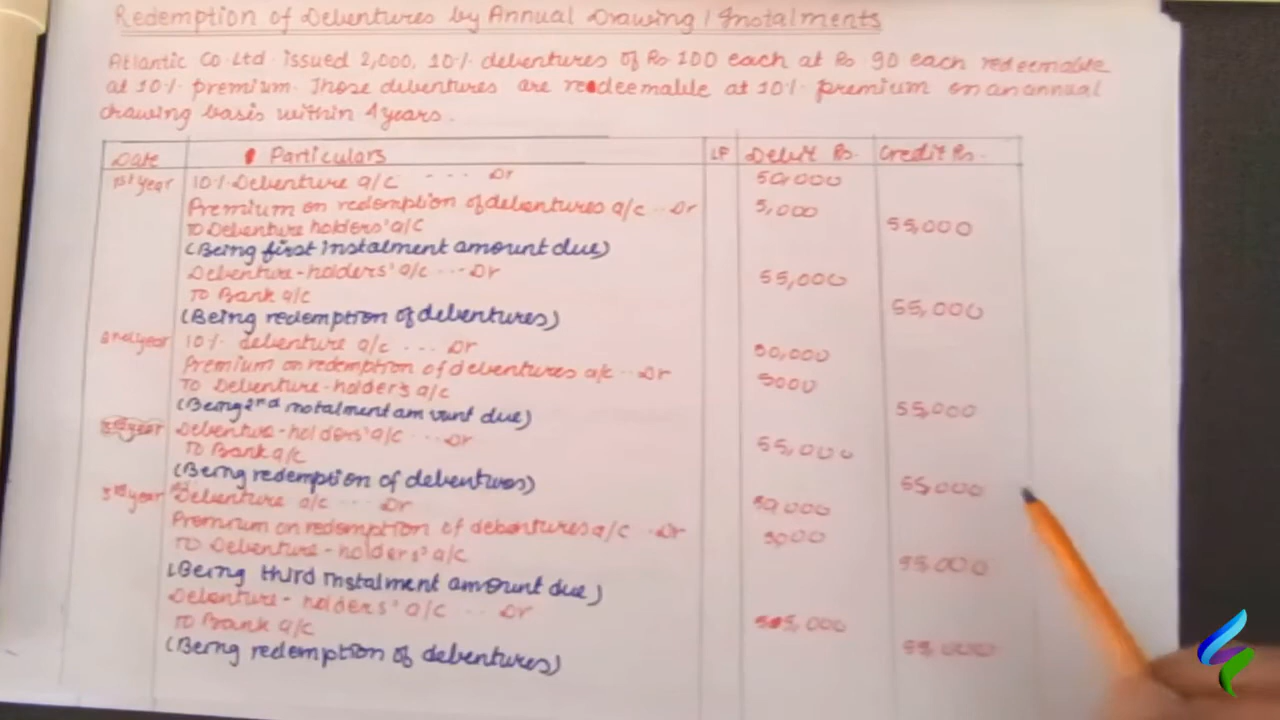 Redemption of Debentures by Annual Drawing / Instalments
Atlantic Co Ltd issued 2,000, 10% debentures of Rs 100 each at Rs 90 each redeemable
at 10% premium. Those debentures are redeemable at 10% premium on an annual
drawing basis within 4 years.
Date Particulars LF Debit Rs. Credit Rs.
1st year 10% Debenture a/c --- Dr 50,000
Premium on redemption of debentures a/c .. Dr 5,000
To Debenture holders' a/c 55,000
(Being first instalment amount due)
Debenture-holders' a/c --- Dr 55,000
To Bank a/c 55,000
(Being redemption of debentures)
2nd year 10% debenture a/c --- Dr 50,000
Premium on redemption of debentures a/c .. Dr 5000
To Debenture-holder's a/c 55,000
(Being 2nd instalment amount due)
Debenture-holders' a/c --- Dr 55,000
To Bank a/c 55,000
(Being redemption of debentures)
3rd year Debenture a/c --- Dr 50,000
Premium on redemption of debentures a/c .. Dr 5000
To Debenture-holders' a/c 55,000
(Being third instalment amount due)
Debenture-holders' a/c --- Dr 55,000
To Bank a/c 55,000
(Being redemption of debentures)